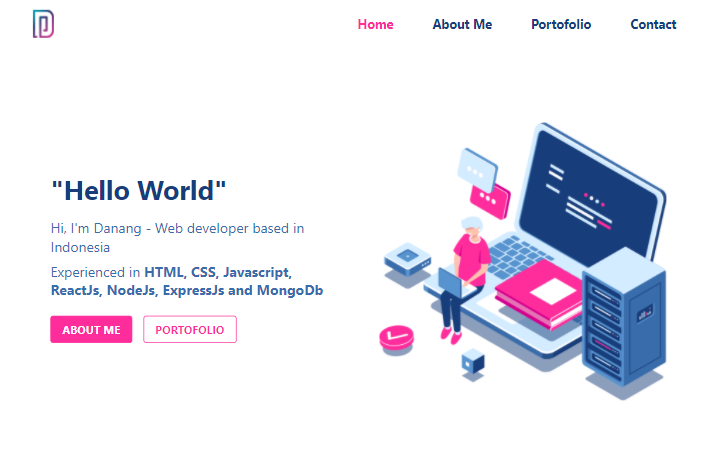 Home About Me Portofolio Contact
"Hello World"
Hi, I'm Danang - Web developer based in
Indonesia
Experienced in HTML, CSS, Javascript,
ReactJs, NodeJs, ExpressJs and MongoDb
ABOUT ME PORTOFOLIO